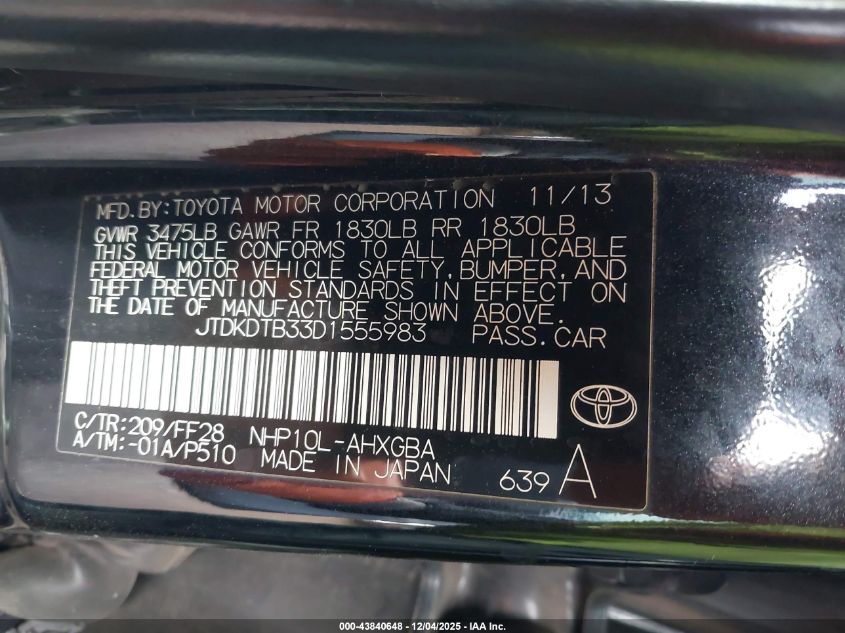 MFD.BY:TOYOTA MOTOR CORPORATION 11/13
GVWR 3475LB GAWR FR 1830LB RR 1830LB
THIS VEHICLE CONFORMS TO ALL APPLICABLE
FEDERAL MOTOR VEHICLE SAFETY,BUMPER,AND
THEFT PREVENTION STANDARDS IN EFFECT ON
THE DATE OF MANUFACTURE SHOWN ABOVE.
JTDKDTB33D1555983 PASS.CAR
C/TR:209/FF28 NHP10L-AHXGBA
A/TM:-01A/P510 MADE IN JAPAN 639 A
000-43840648 - 12/04/2025 - IAA Inc.